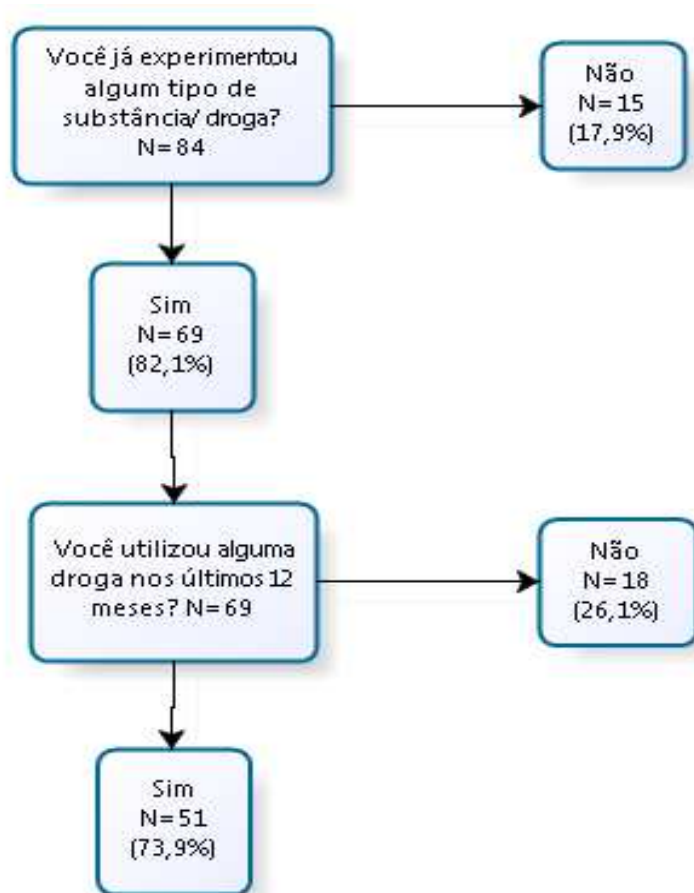 Você já experimentou
algum tipo de
substância/ droga?
N= 84
Não
N= 15
(17,9%)
Sim
N= 69
(82,1%)
Você utilizou alguma
droga nos últimos 12
meses? N= 69
Não
N= 18
(26,1%)
Sim
N= 51
(73,9%)